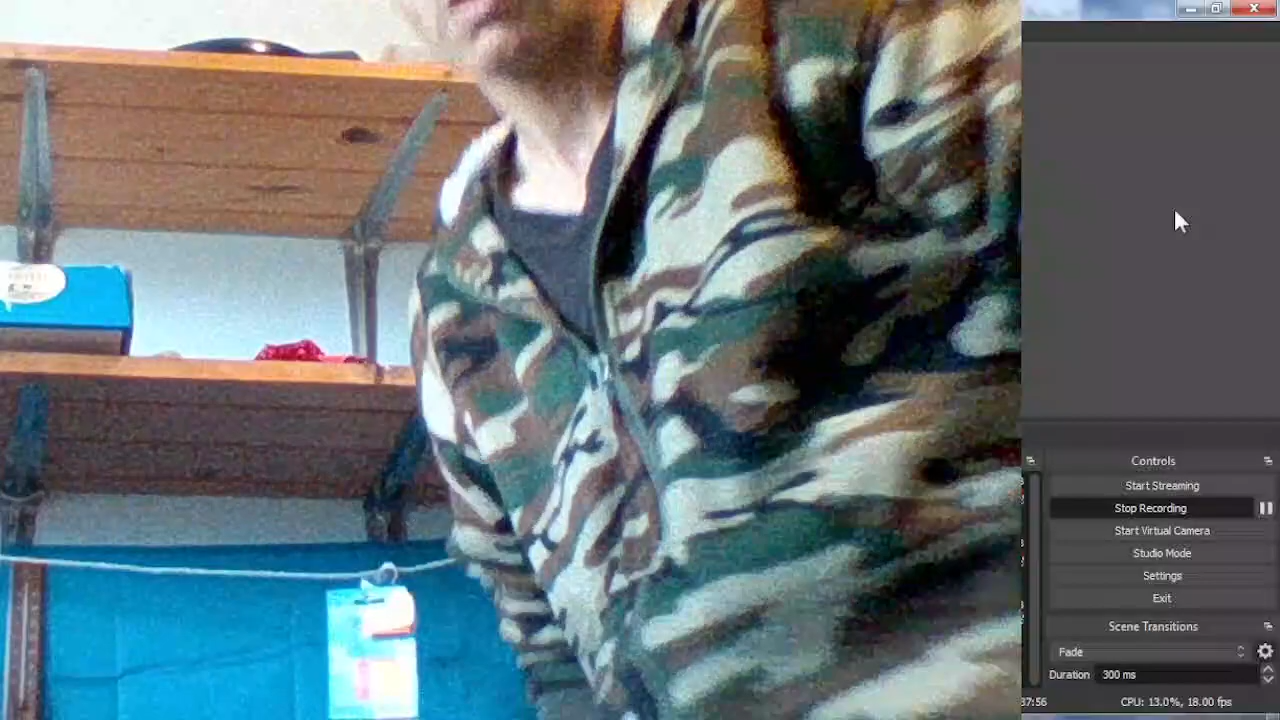 Controls
Start Streaming
Stop Recording
Start Virtual Camera
Studio Mode
Settings
Exit
Scene Transitions
Fade
Duration 300 ms
37:56 CPU: 13.0%, 18.00 fps